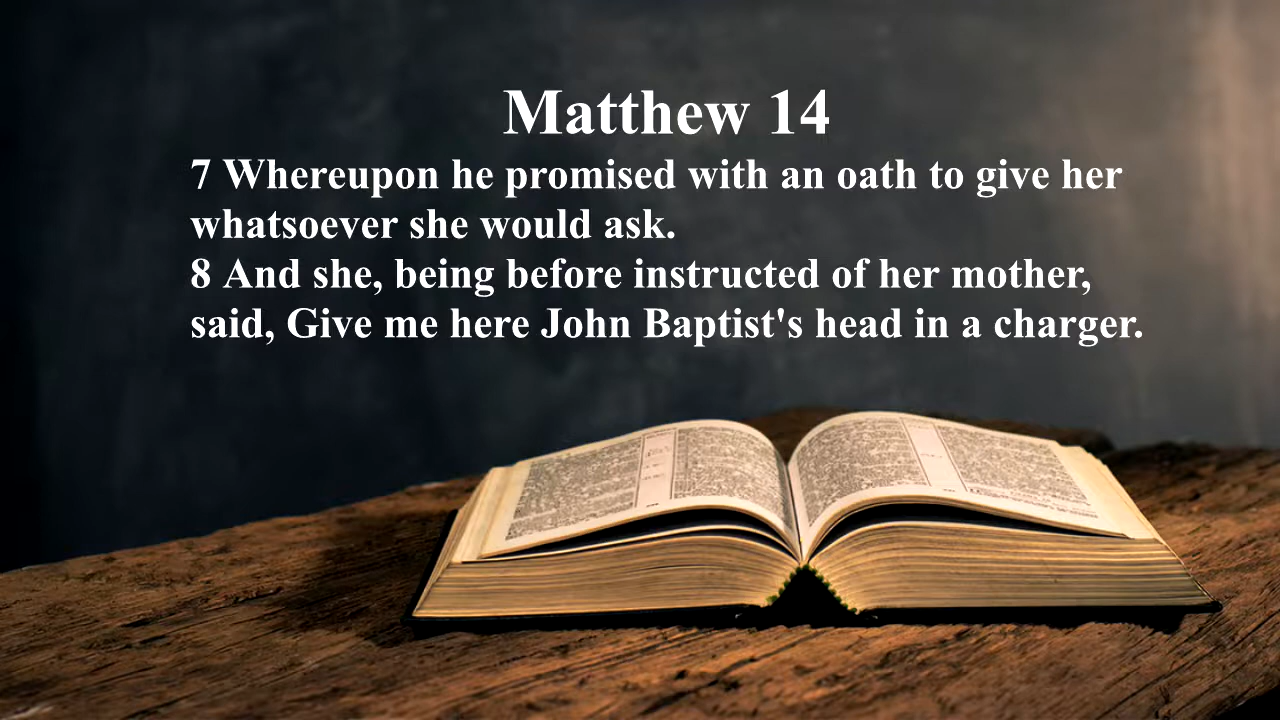 Matthew 14
7 Whereupon he promised with an oath to give her
whatsoever she would ask.
8 And she, being before instructed of her mother,
said, Give me here John Baptist's head in a charger.